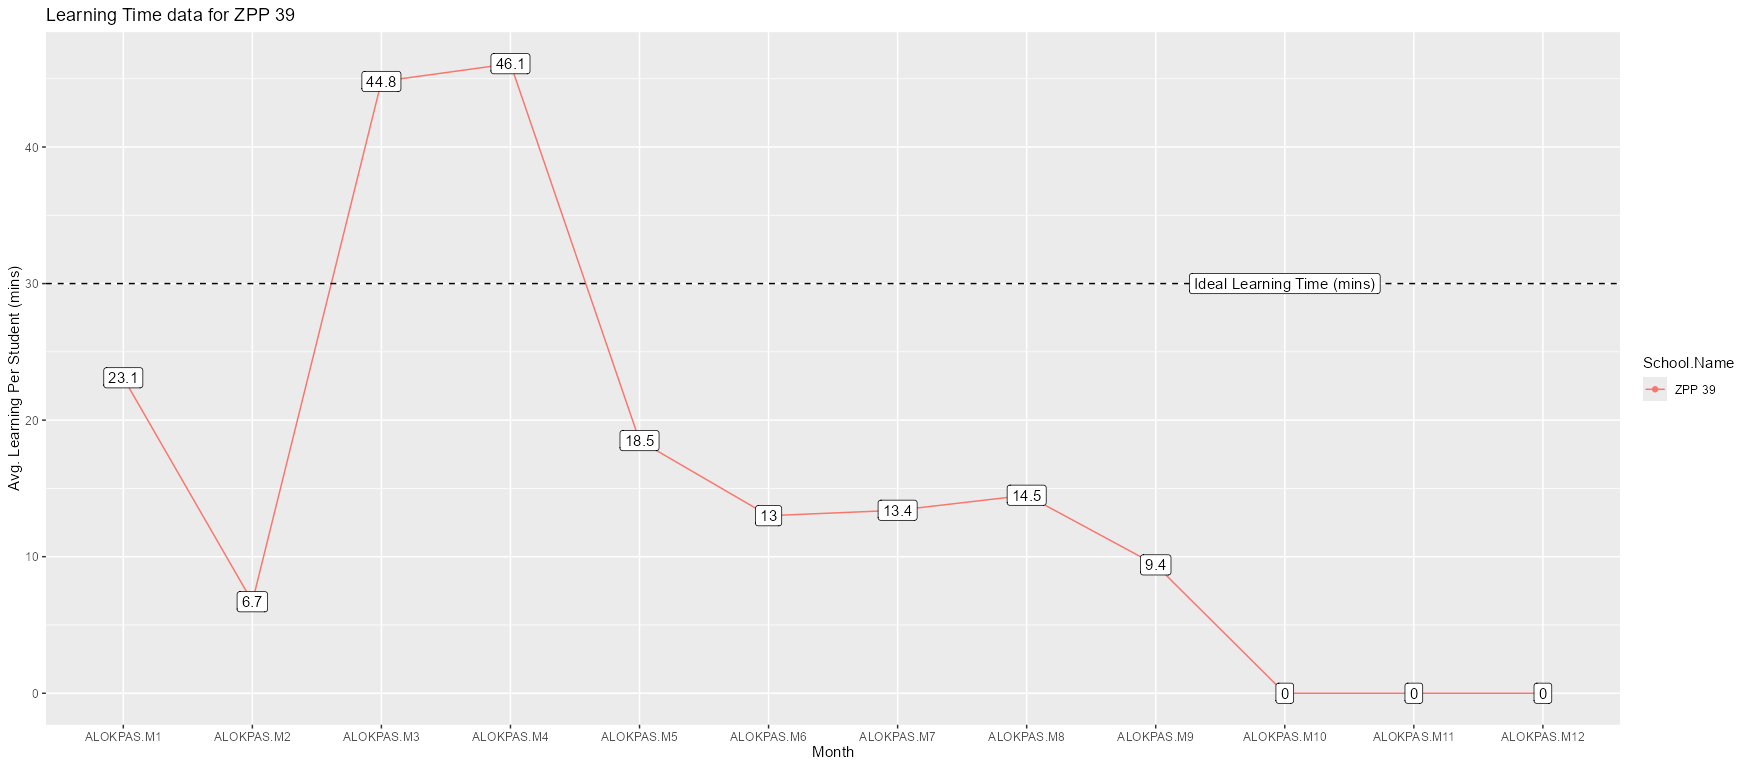 Learning Time data for ZPP 39
Avg. Learning Per Student (mins)
40
30
20
10
0
23.1
6.7
44.8
46.1
18.5
13
13.4
14.5
9.4
0
0
0
Ideal Learning Time (mins)
ALOKPAS.M1 ALOKPAS.M2 ALOKPAS.M3 ALOKPAS.M4 ALOKPAS.M5 ALOKPAS.M6 ALOKPAS.M7 ALOKPAS.M8 ALOKPAS.M9 ALOKPAS.M10 ALOKPAS.M11 ALOKPAS.M12
Month
School.Name
ZPP 39